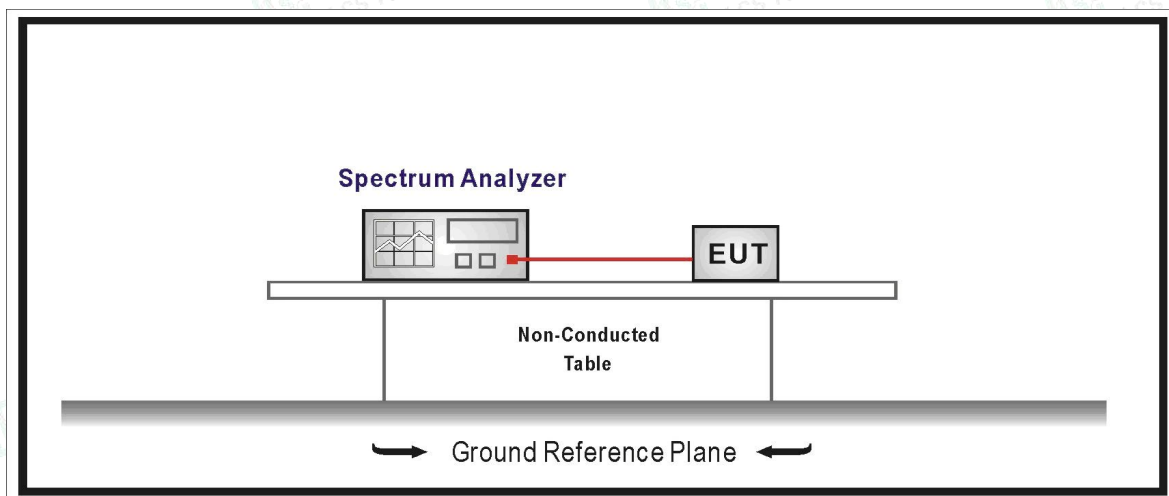 Spectrum Analyzer
EUT
Non-Conducted
Table
Ground Reference Plane